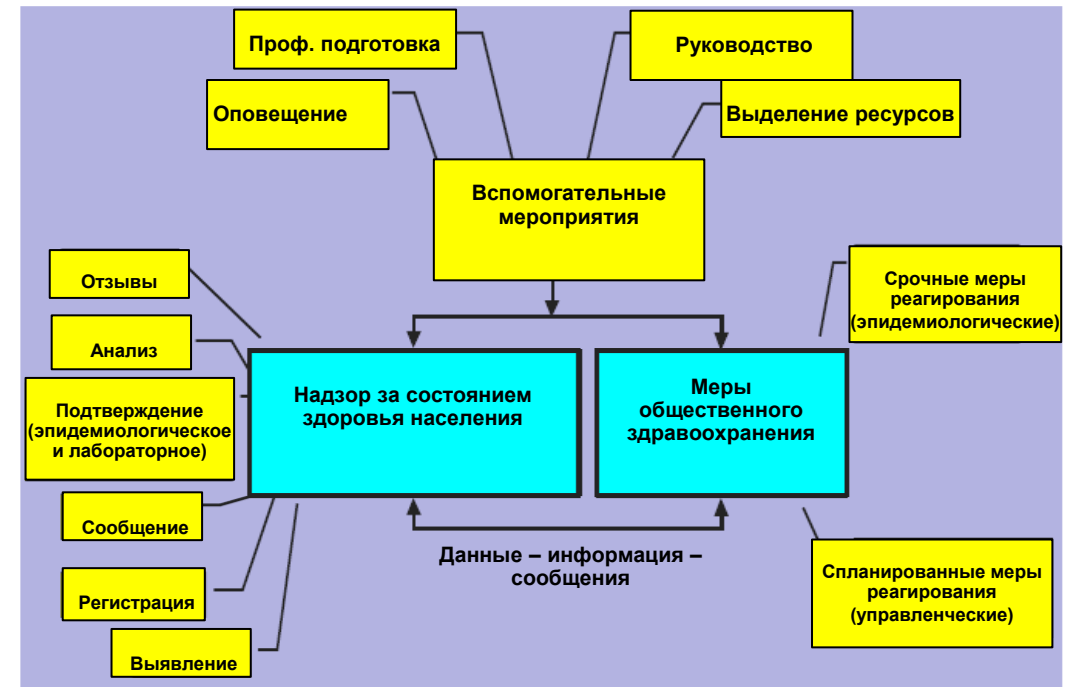 Проф. подготовка
Руководство
Оповещение
Выделение ресурсов
Вспомогательные
мероприятия
Отзывы
Срочные меры
реагирования
(эпидемиологические)
Анализ
Надзор за состоянием
здоровья населения
Меры
общественного
здравоохранения
Подтверждение
(эпидемиологическое
и лабораторное)
Сообщение
Данные – информация –
сообщения
Спланированные меры
реагирования
(управленческие)
Регистрация
Выявление